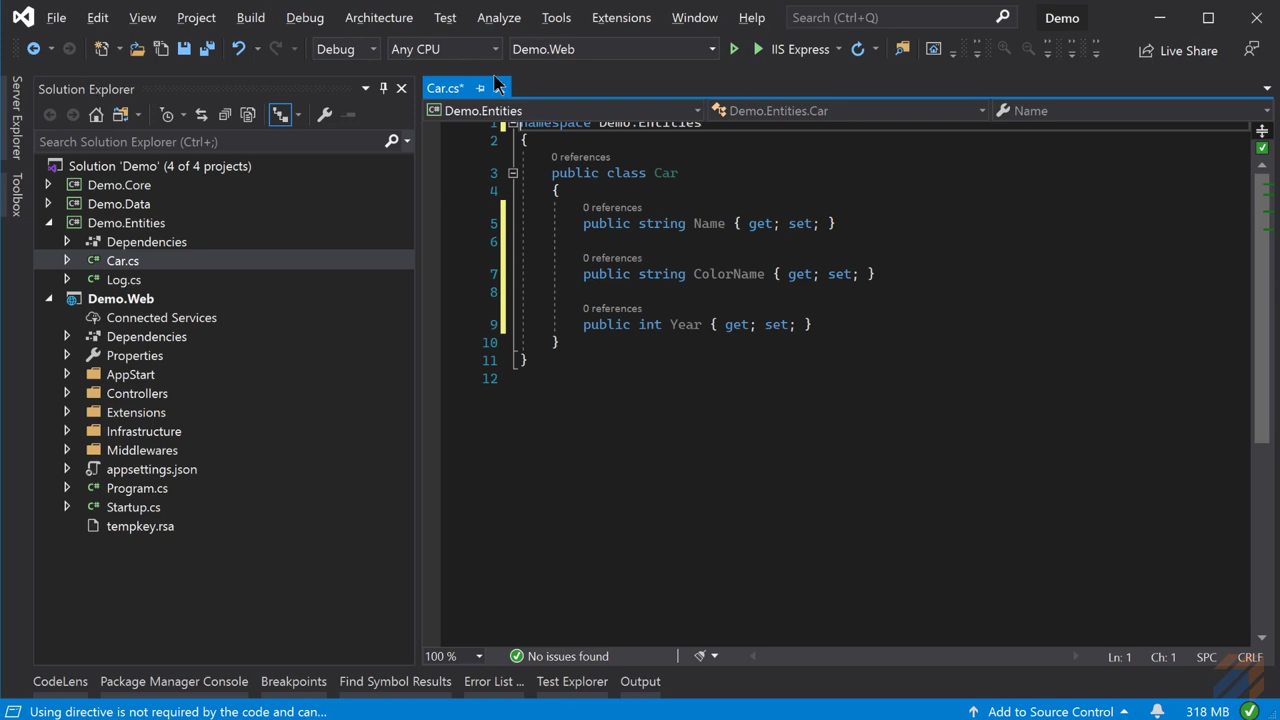 File Edit View Project Build Debug Architecture Test Analyze Tools Extensions Window Help Search (Ctrl+Q) Demo
Debug Any CPU Demo.Web IIS Express Live Share
Server Explorer
Toolbox
Solution Explorer
Search Solution Explorer (Ctrl+;)
Solution 'Demo' (4 of 4 projects)
C# Demo.Core
C# Demo.Data
C# Demo.Entities
Dependencies
C# Car.cs
C# Log.cs
Demo.Web
Connected Services
Dependencies
Properties
AppStart
Controllers
Extensions
Infrastructure
Middlewares
appsettings.json
C# Program.cs
C# Startup.cs
tempkey.rsa
Car.cs*
C# Demo.Entities Demo.Entities.Car Name
1 namespace Demo.Entities
2 {
0 references
3 public class Car
4 {
0 references
5 public string Name { get; set; }
6
0 references
7 public string ColorName { get; set; }
8
0 references
9 public int Year { get; set; }
10 }
11 }
12
100 % No issues found Ln: 1 Ch: 1 SPC CRLF
CodeLens Package Manager Console Breakpoints Find Symbol Results Error List ... Test Explorer Output
Using directive is not required by the code and can... Add to Source Control 318 MB